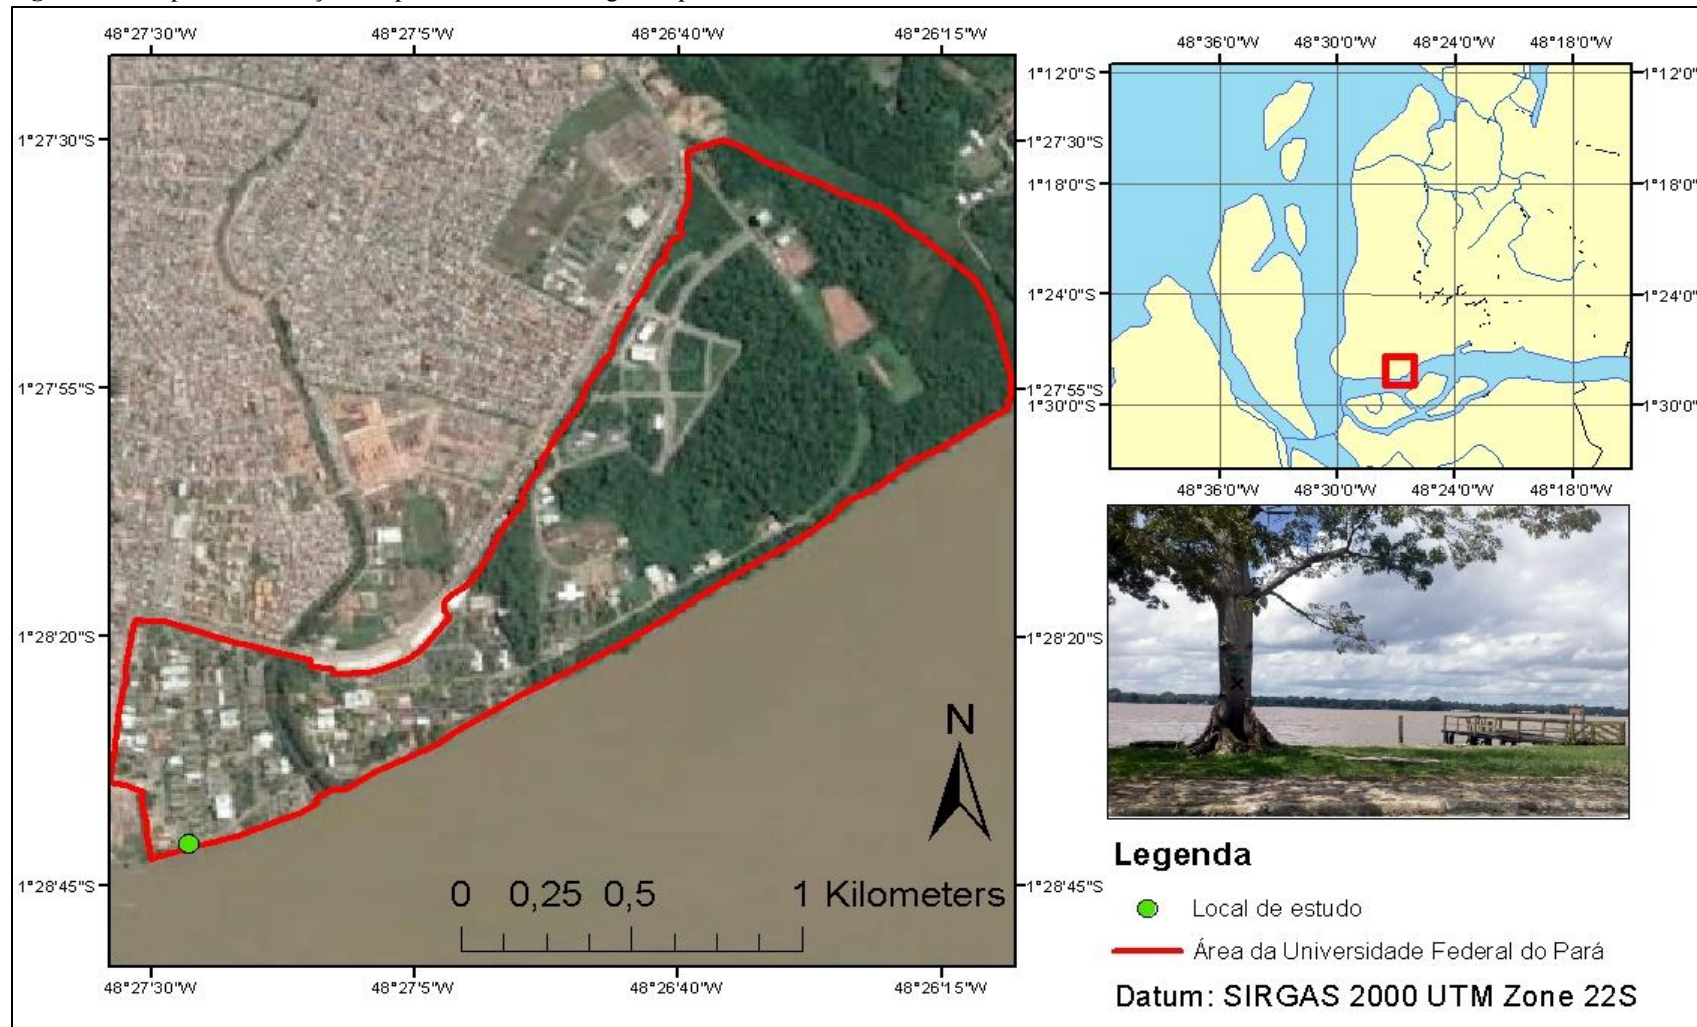 48°27'30"W 48°27'5"W 48°26'40"W 48°26'15"W
1°27'30"S 1°27'30"S
1°27'55"S 1°27'55"S
1°28'20"S 1°28'20"S
1°28'45"S 1°28'45"S
N
0 0,25 0,5 1 Kilometers
48°27'30"W 48°27'5"W 48°26'40"W 48°26'15"W
48°36'0"W 48°30'0"W 48°24'0"W 48°18'0"W
1°12'0"S 1°12'0"
1°18'0"S 1°18'0"
1°24'0"S 1°24'0"
1°30'0"S 1°30'0"
48°36'0"W 48°30'0"W 48°24'0"W 48°18'0"W
Legenda
Local de estudo
Área da Universidade Federal do Pará
Datum: SIRGAS 2000 UTM Zone 22S